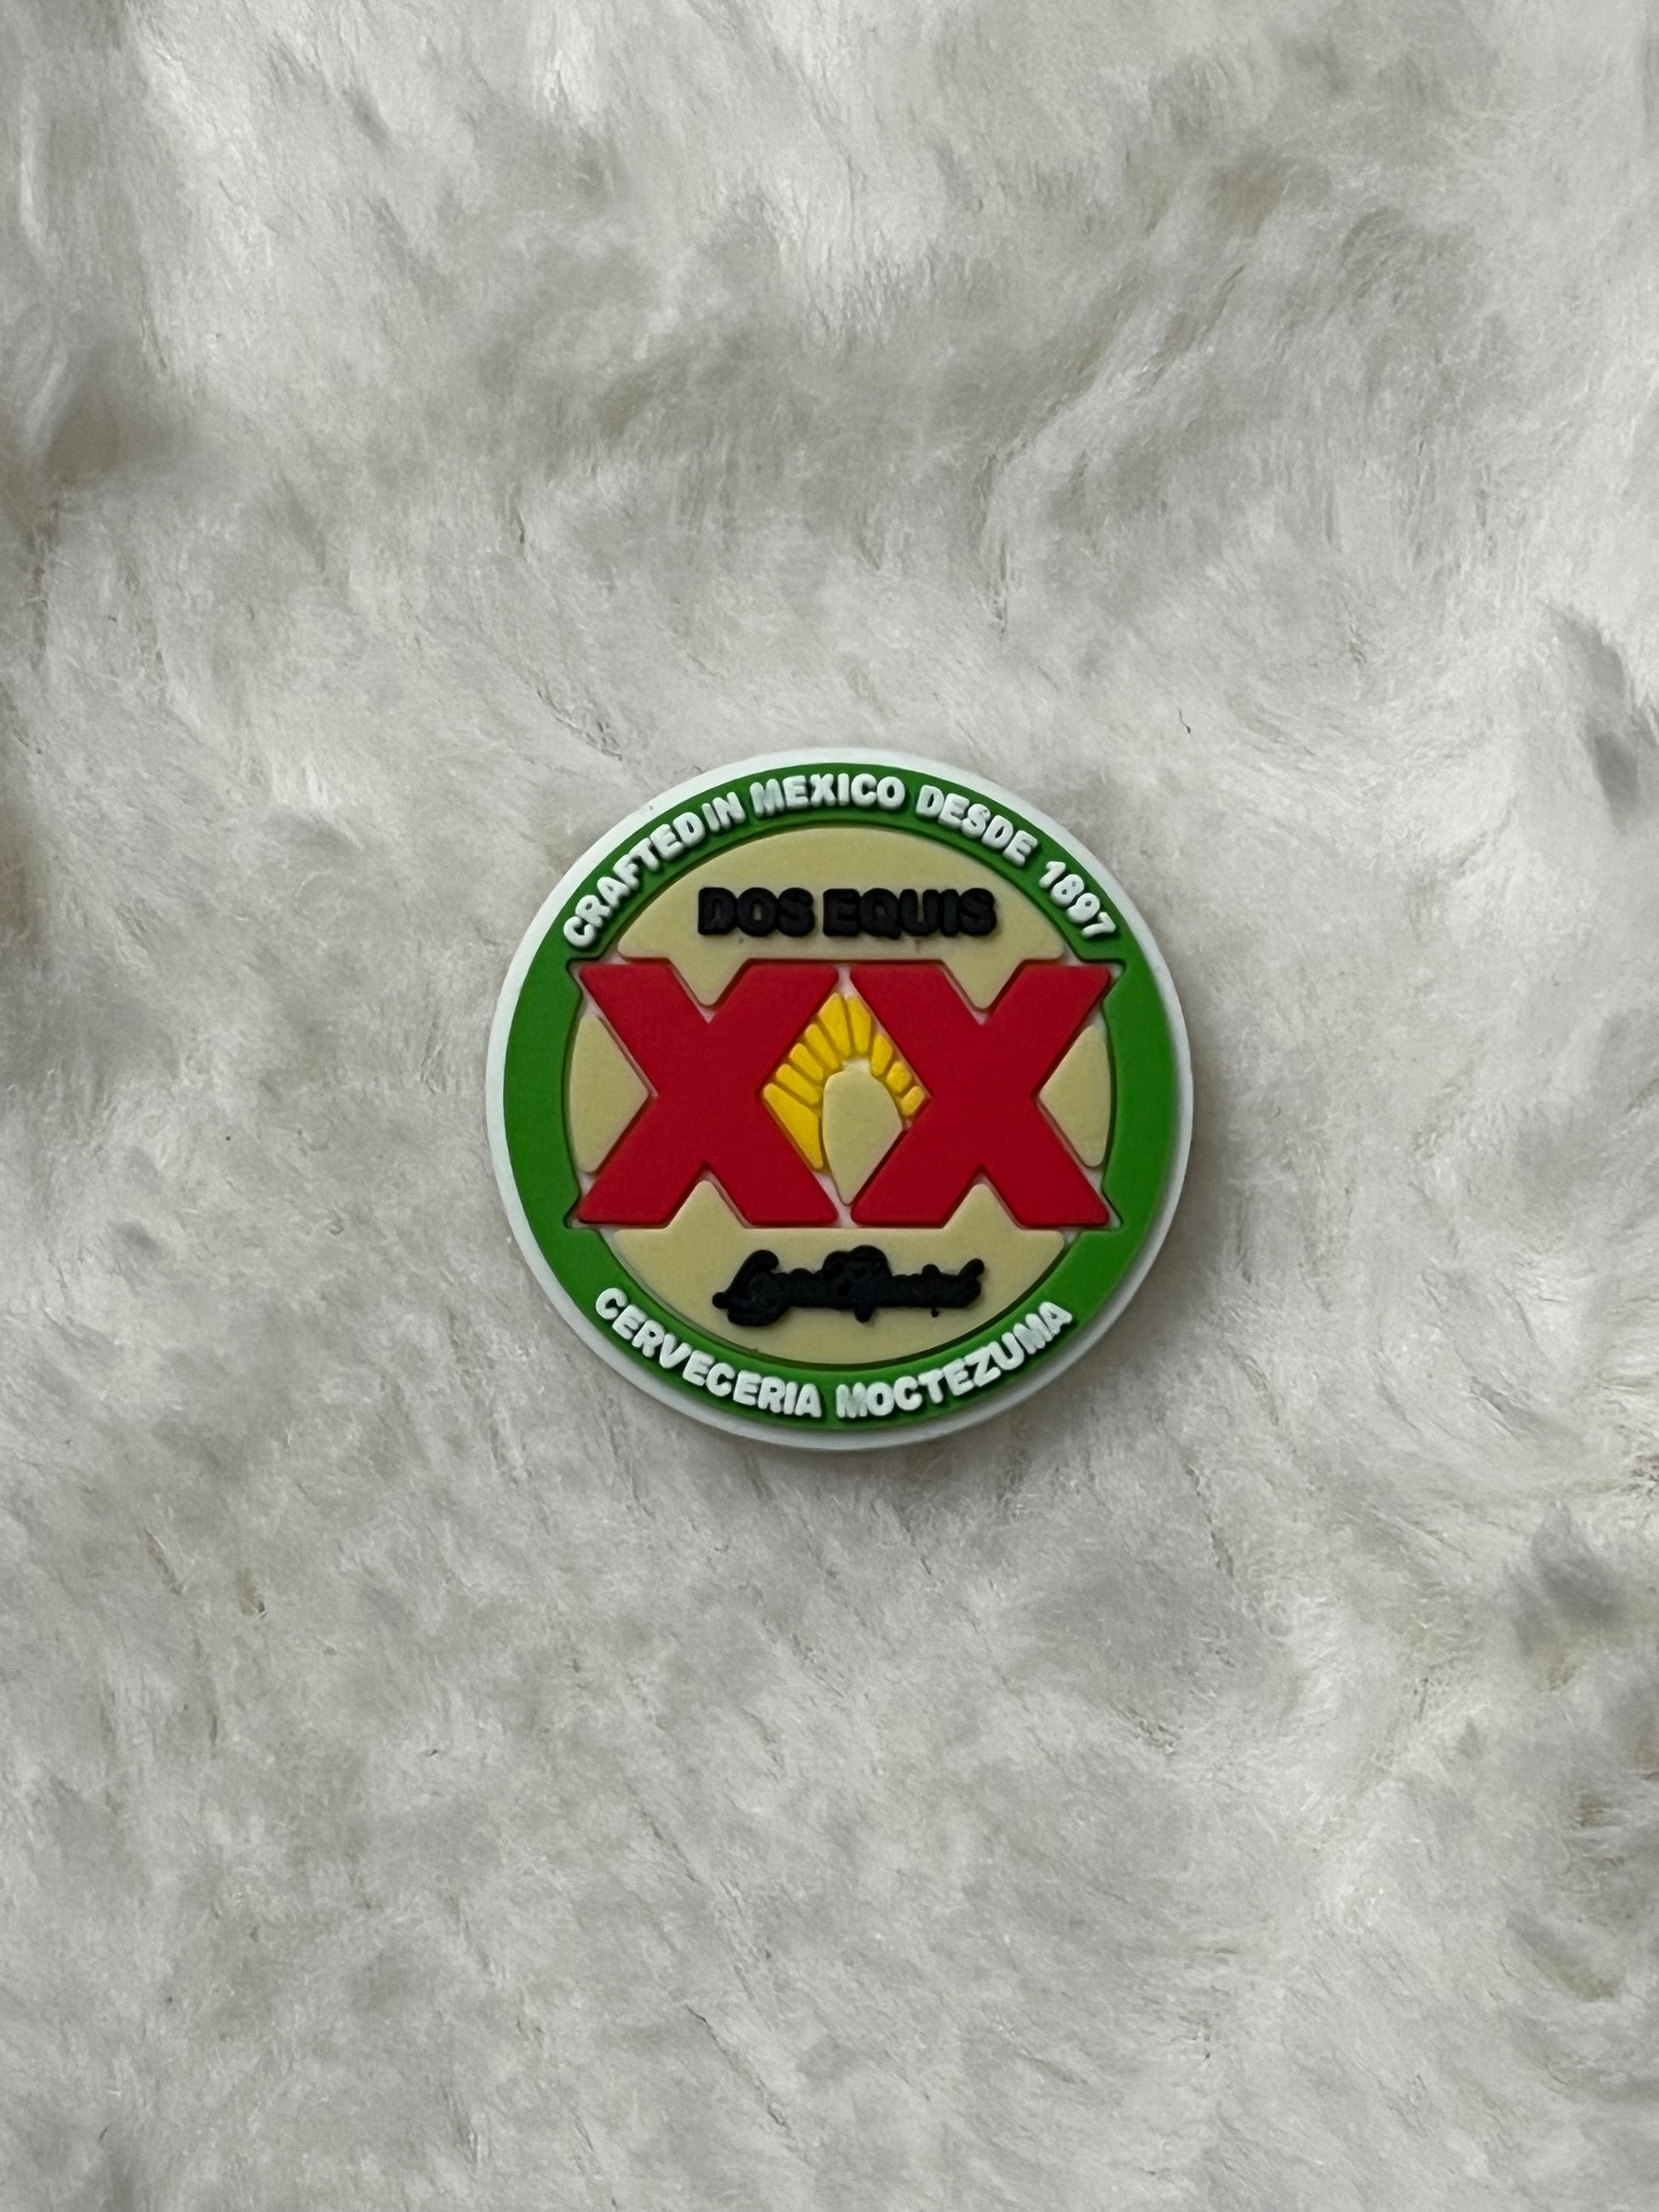 CRAFTED IN MEXICO DESDE 1897
DOS EQUIS
XX
CERVECERIA MOCTEZUMA